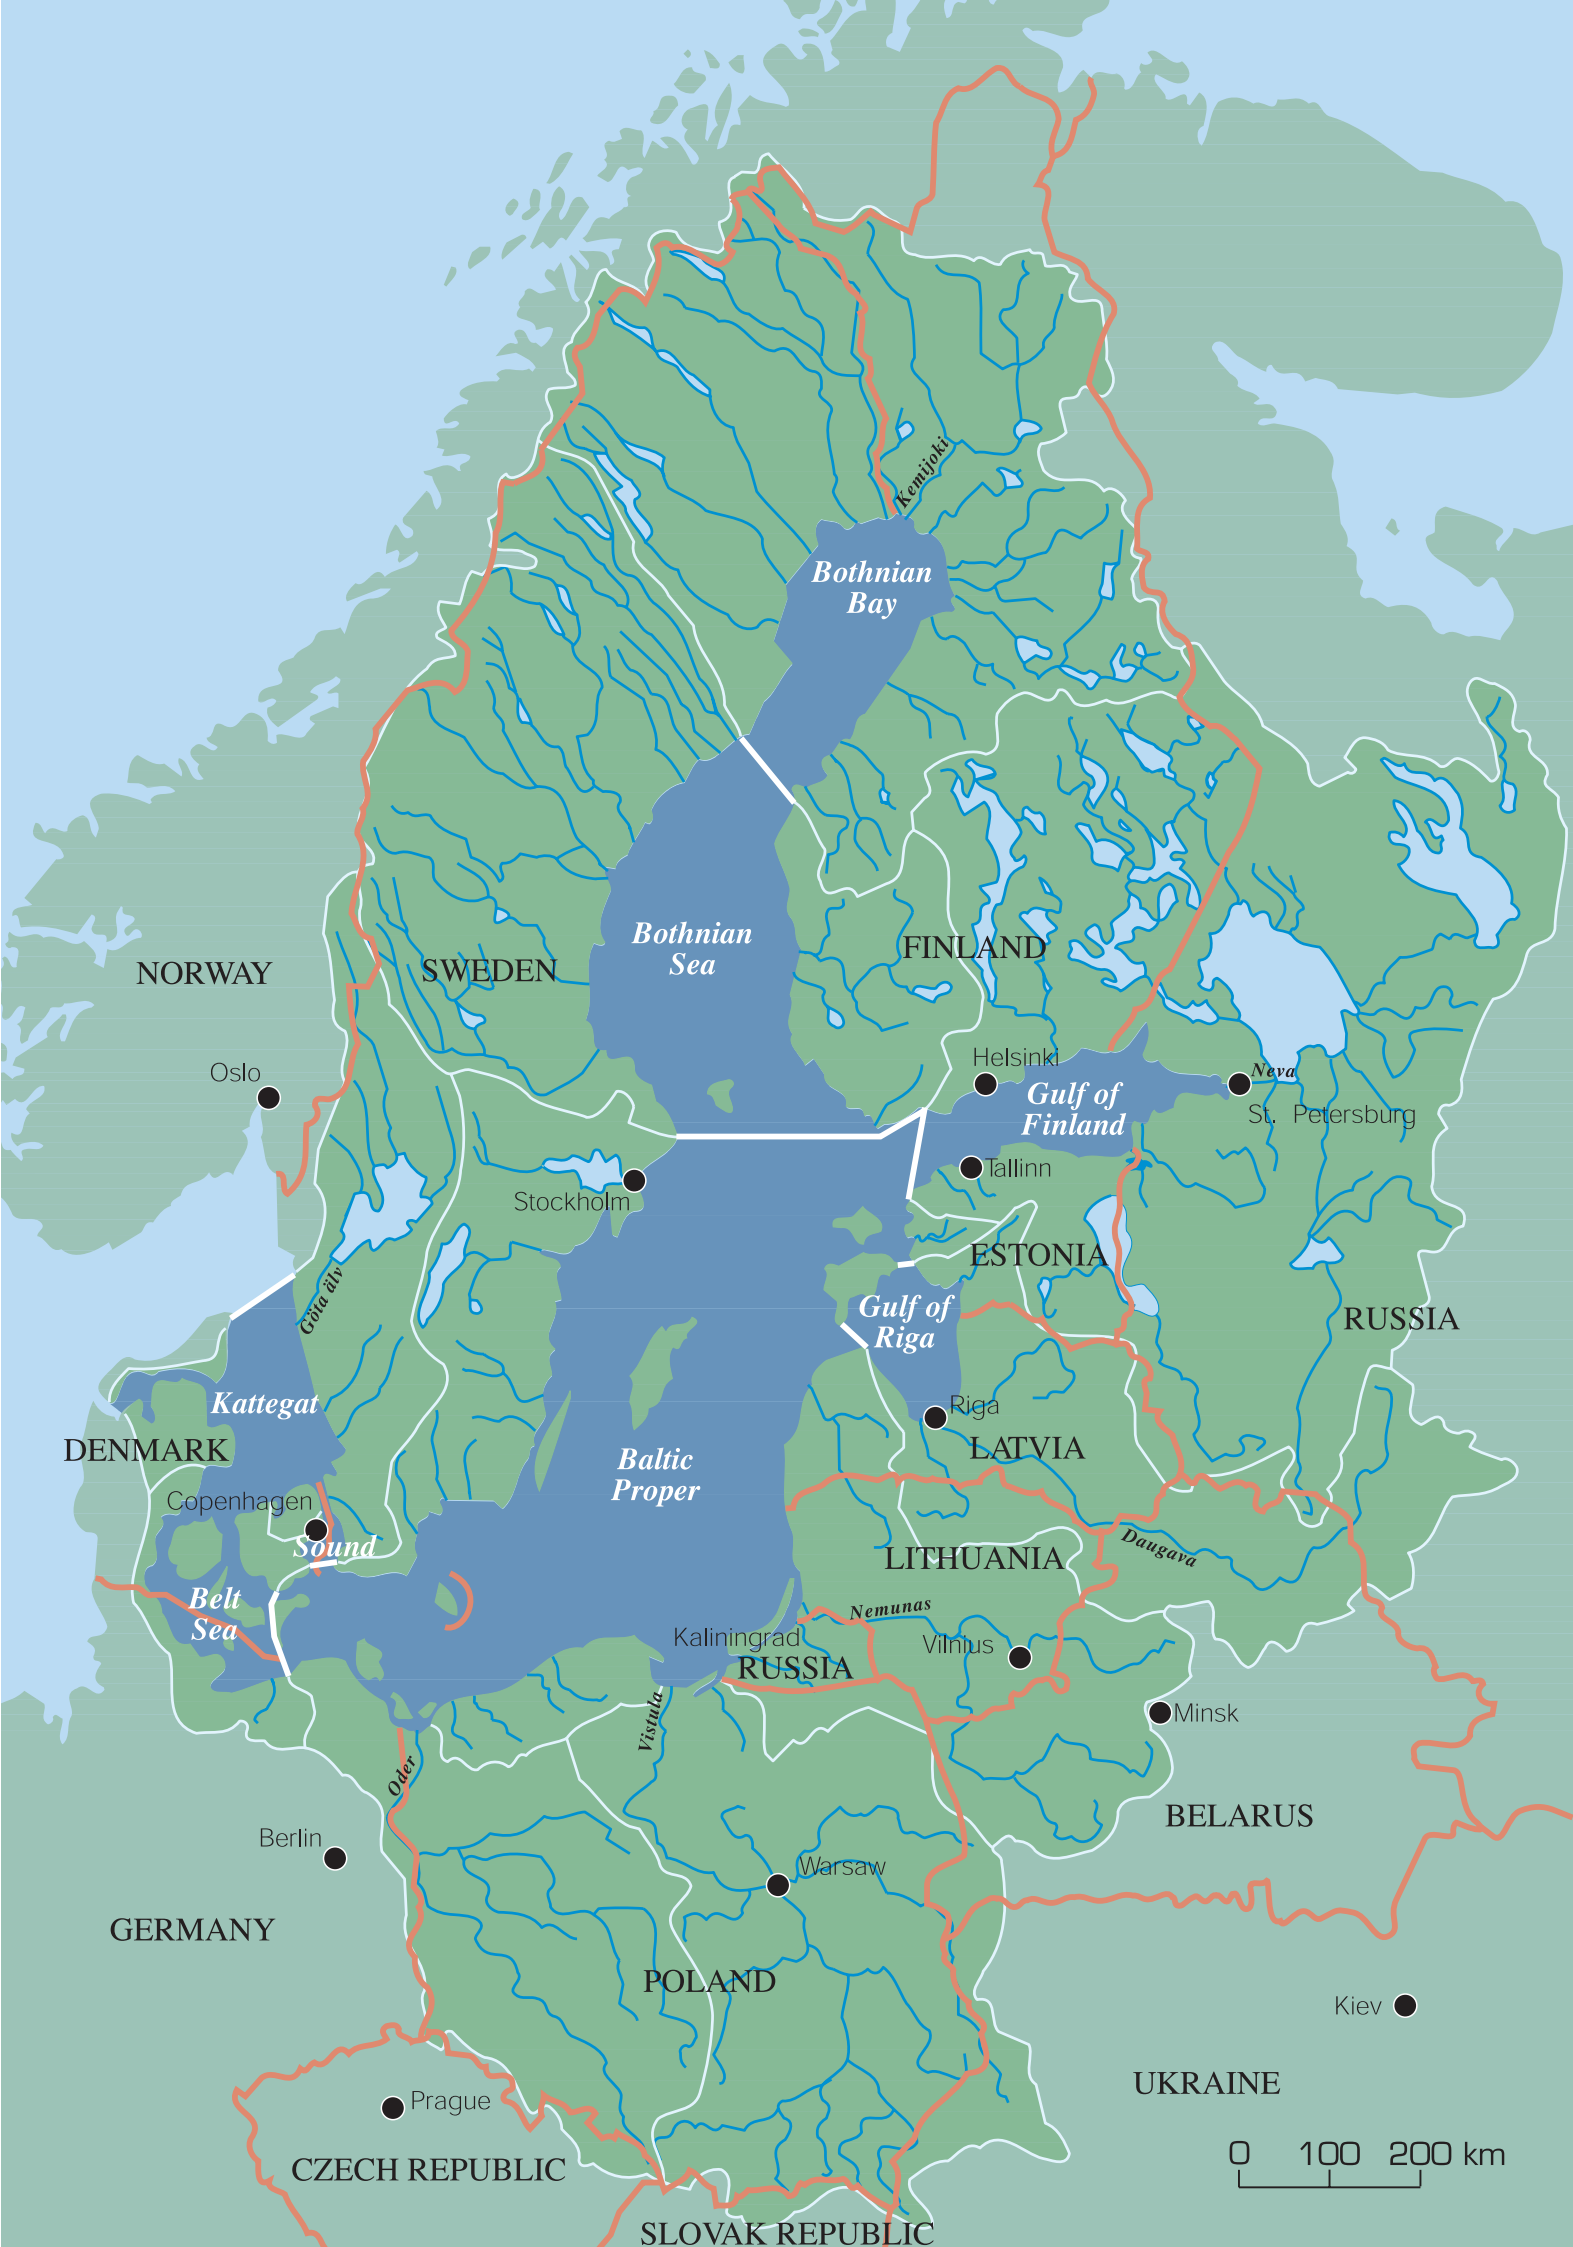 Kemijoki
Bothnian
Bay
Bothnian
Sea
FINLAND
NORWAY
SWEDEN
Oslo
Helsinki
Neva
Gulf of
Finland
St. Petersburg
Tallinn
Stockholm
ESTONIA
Göta älv
Gulf of
Riga
RUSSIA
Kattegat
Riga
DENMARK
LATVIA
Baltic
Proper
Copenhagen
Sound
Daugava
LITHUANIA
Belt
Sea
Nemunas
Kaliningrad
Vilnius
RUSSIA
Vistula
Minsk
Oder
BELARUS
Berlin
Warsaw
GERMANY
POLAND
Kiev
UKRAINE
Prague
CZECH REPUBLIC
0 100 200 km
SLOVAK REPUBLIC